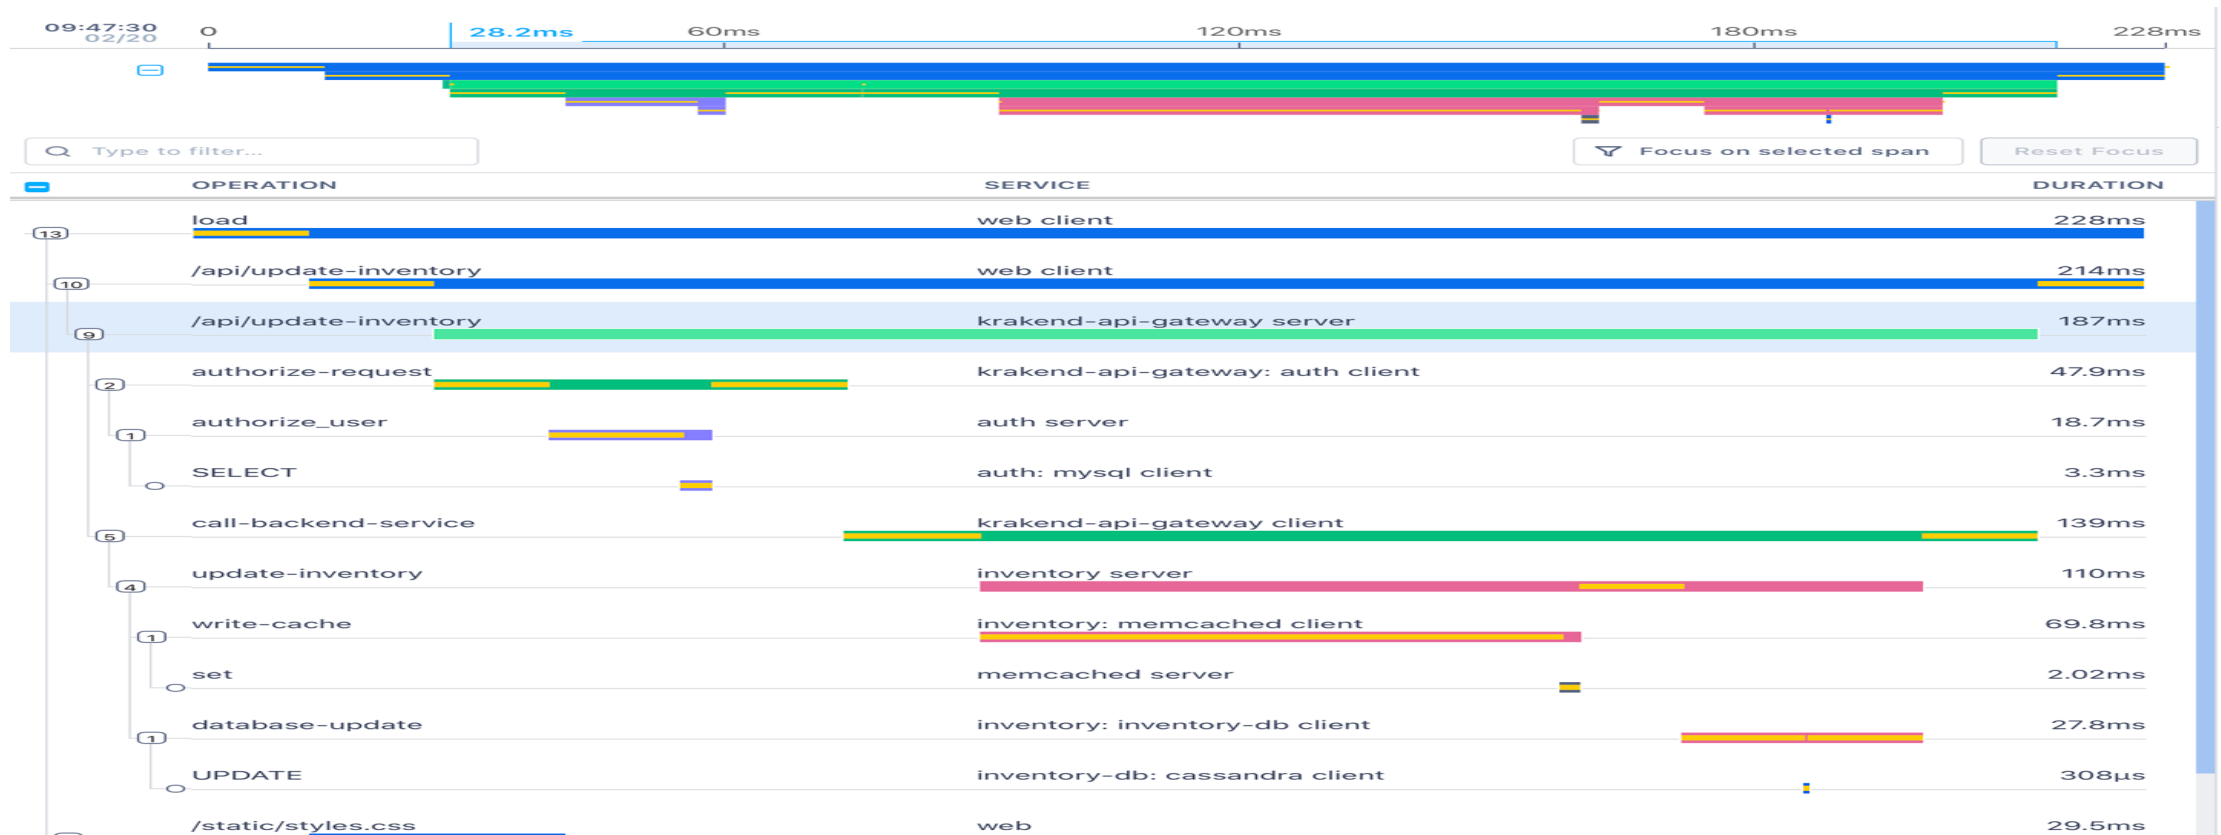 09:47:30 0 28.2ms 60ms 120ms 180ms 228ms
02/20
Type to filter... Focus on selected span Reset Focus
OPERATION SERVICE DURATION
13 load web client 228ms
10 /api/update-inventory web client 214ms
9 /api/update-inventory krakend-api-gateway server 187ms
2 authorize-request krakend-api-gateway: auth client 47.9ms
1 authorize_user auth server 18.7ms
SELECT auth: mysql client 3.3ms
5 call-backend-service krakend-api-gateway client 139ms
4 update-inventory inventory server 110ms
1 write-cache inventory: memcached client 69.8ms
set memcached server 2.02ms
1 database-update inventory: inventory-db client 27.8ms
UPDATE inventory-db: cassandra client 308µs
/static/styles.css web 29.5ms